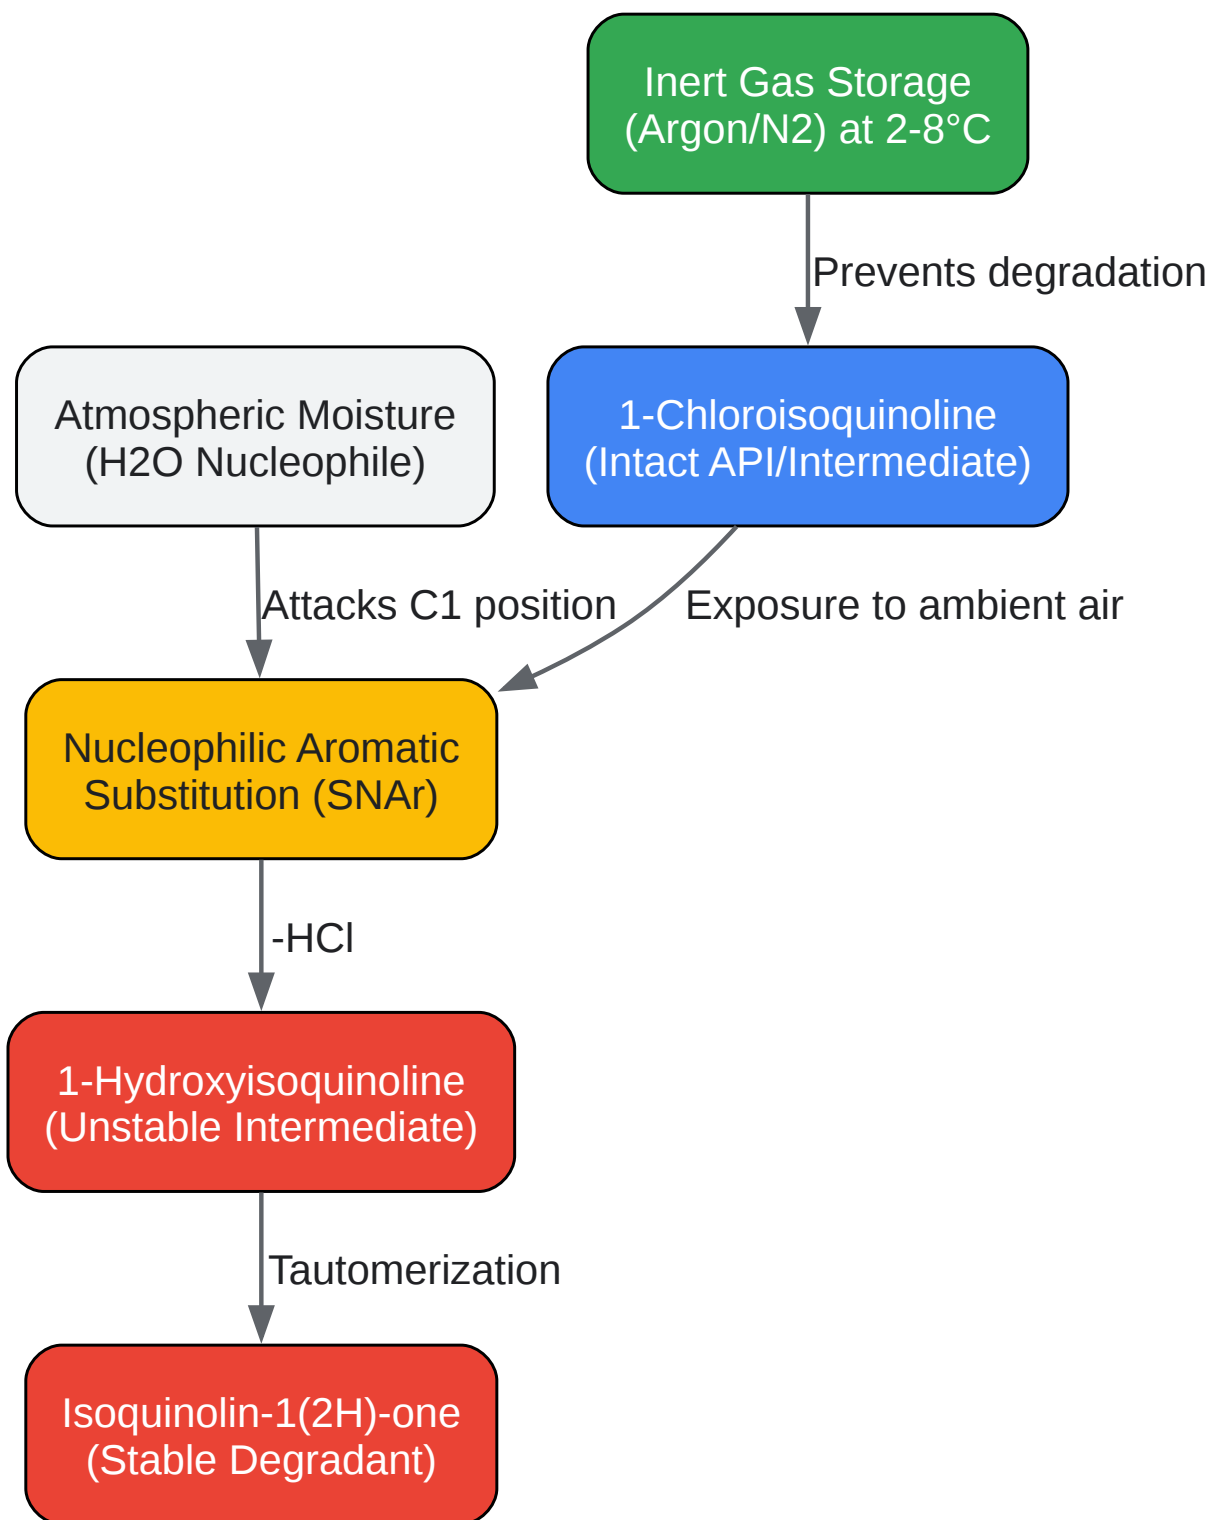 Inert Gas Storage
(Argon/N2) at 2-8°C
Prevents degradation
Atmospheric Moisture
(H2O Nucleophile)
1-Chloroisoquinoline
(Intact API/Intermediate)
Attacks C1 position
Exposure to ambient air
Nucleophilic Aromatic
Substitution (SNAr)
-HCl
1-Hydroxyisoquinoline
(Unstable Intermediate)
Tautomerization
Isoquinolin-1(2H)-one
(Stable Degradant)